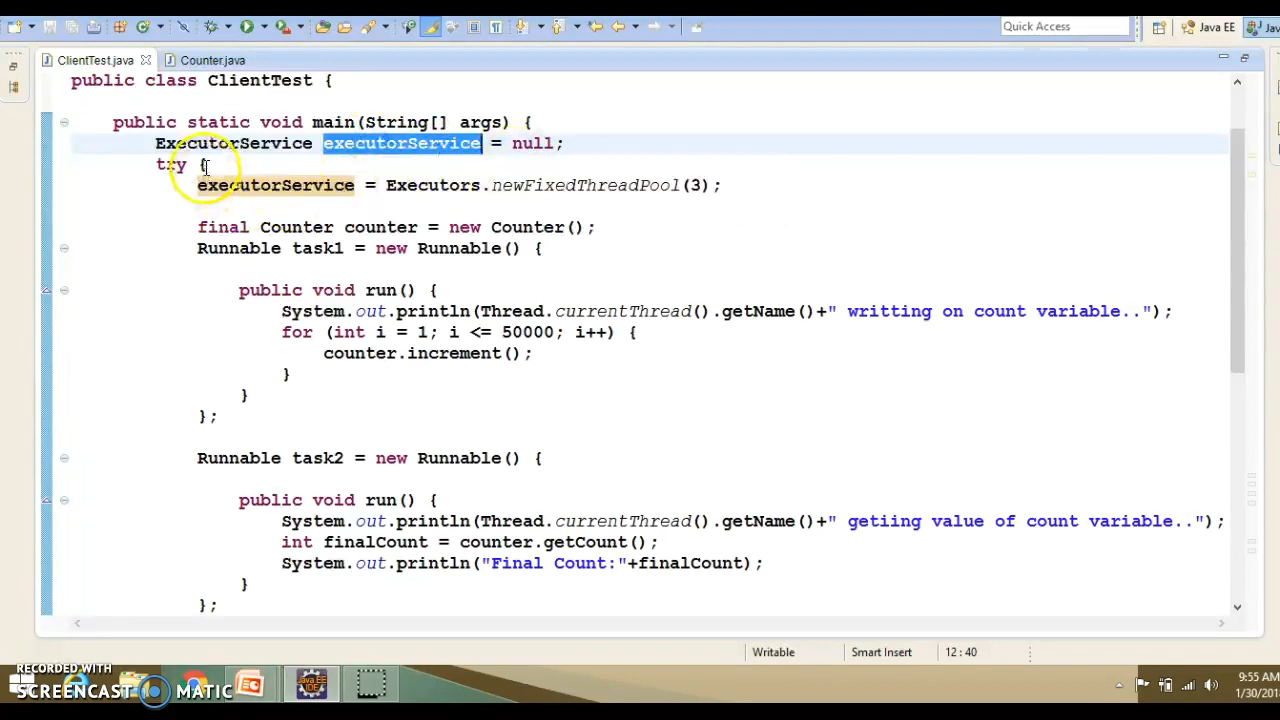 Quick Access
Java EE
Jav
ClientTest.java
Counter.java
public class ClientTest {
public static void main(String[] args) {
ExecutorService executorService = null;
try {
executorService = Executors.newFixedThreadPool(3);
final Counter counter = new Counter();
Runnable task1 = new Runnable() {
public void run() {
System.out.println(Thread.currentThread().getName()+" writting on count variable..");
for (int i = 1; i <= 50000; i++) {
counter.increment();
}
}
};
Runnable task2 = new Runnable() {
public void run() {
System.out.println(Thread.currentThread().getName()+" getiing value of count variable..");
int finalCount = counter.getCount();
System.out.println("Final Count:"+finalCount);
}
};
Writable
Smart Insert
12 : 40
RECORDED WITH
SCREENCAST MATIC
Java EE
IDE
9:55 AM
1/30/201